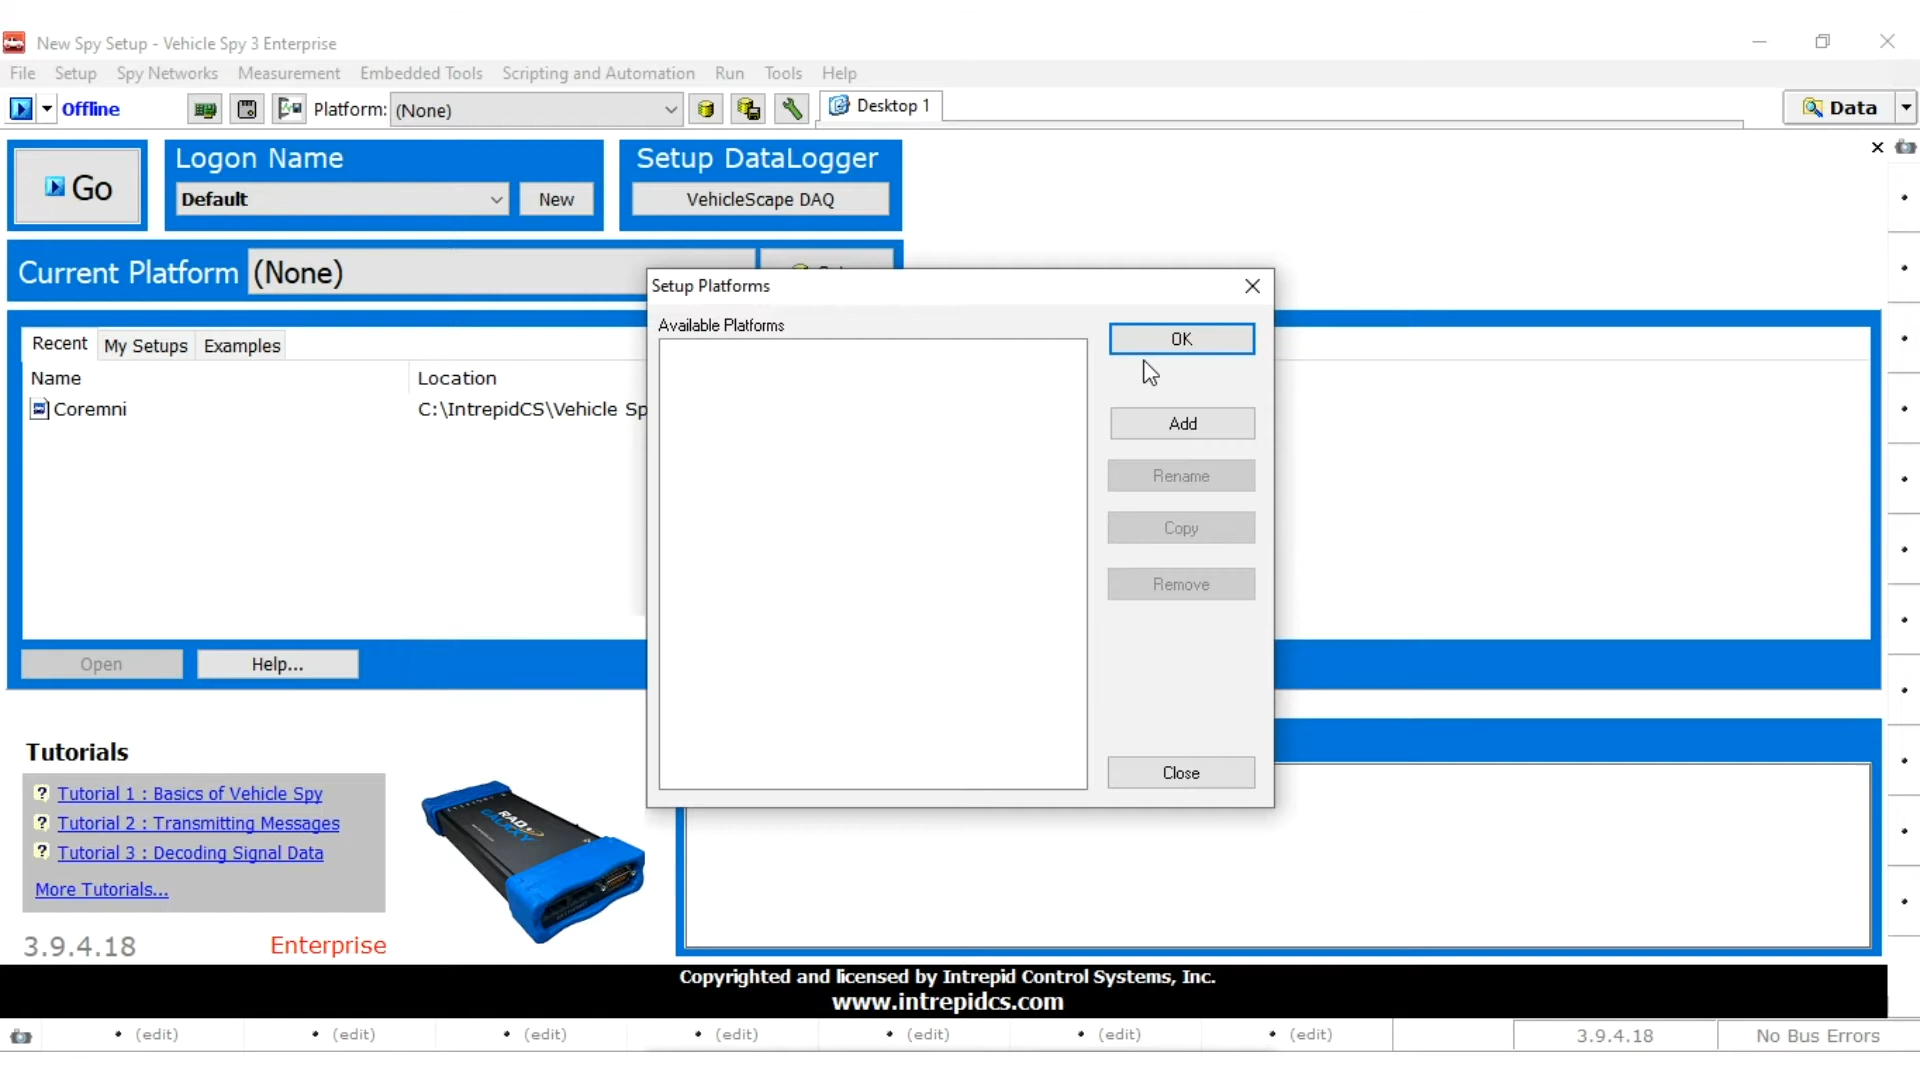 New Spy Setup - Vehicle Spy 3 Enterprise
File Setup Spy Networks Measurement Embedded Tools Scripting and Automation Run Tools Help
Offline Platform: (None) Desktop 1 Data
Go
Logon Name
Default New
Setup DataLogger
VehicleScape DAQ
Current Platform (None)
Setup Platforms
Available Platforms
OK
Add
Rename
Copy
Remove
Close
Recent My Setups Examples
Name Location
Coremni C:\IntrepidCS\Vehicle Sp
Open Help...
Tutorials
? Tutorial 1 : Basics of Vehicle Spy
? Tutorial 2 : Transmitting Messages
? Tutorial 3 : Decoding Signal Data
More Tutorials...
RAD
GALAXY
3.9.4.18 Enterprise
Copyrighted and licensed by Intrepid Control Systems, Inc.
www.intrepidcs.com
(edit) (edit) (edit) (edit) (edit) (edit) (edit) 3.9.4.18 No Bus Errors